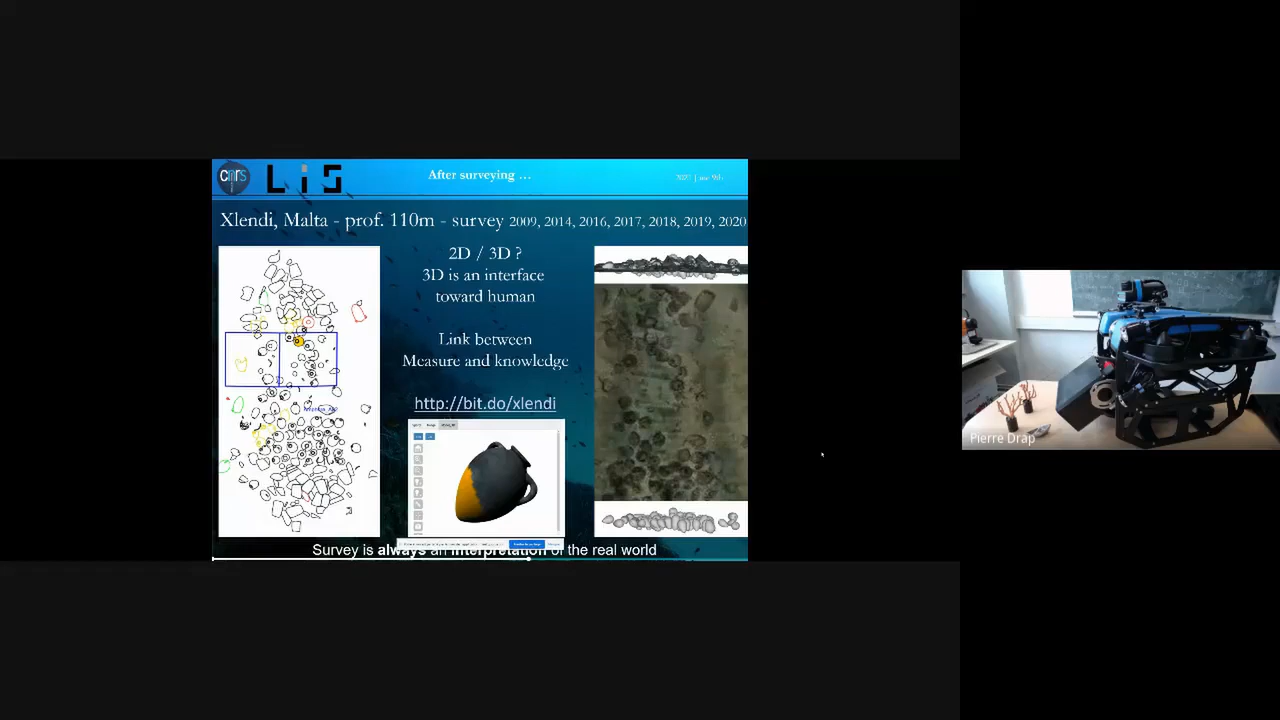 cnrs
LIS
After surveying ...
Xlendi, Malta - prof. 110m - survey 2009, 2014, 2016, 2017, 2018, 2019, 2020
2D / 3D ?
3D is an interface
toward human
Link between
Measure and knowledge
http://bit.do/xlendi
Survey is always an interpretation of the real world
Pierre Drap